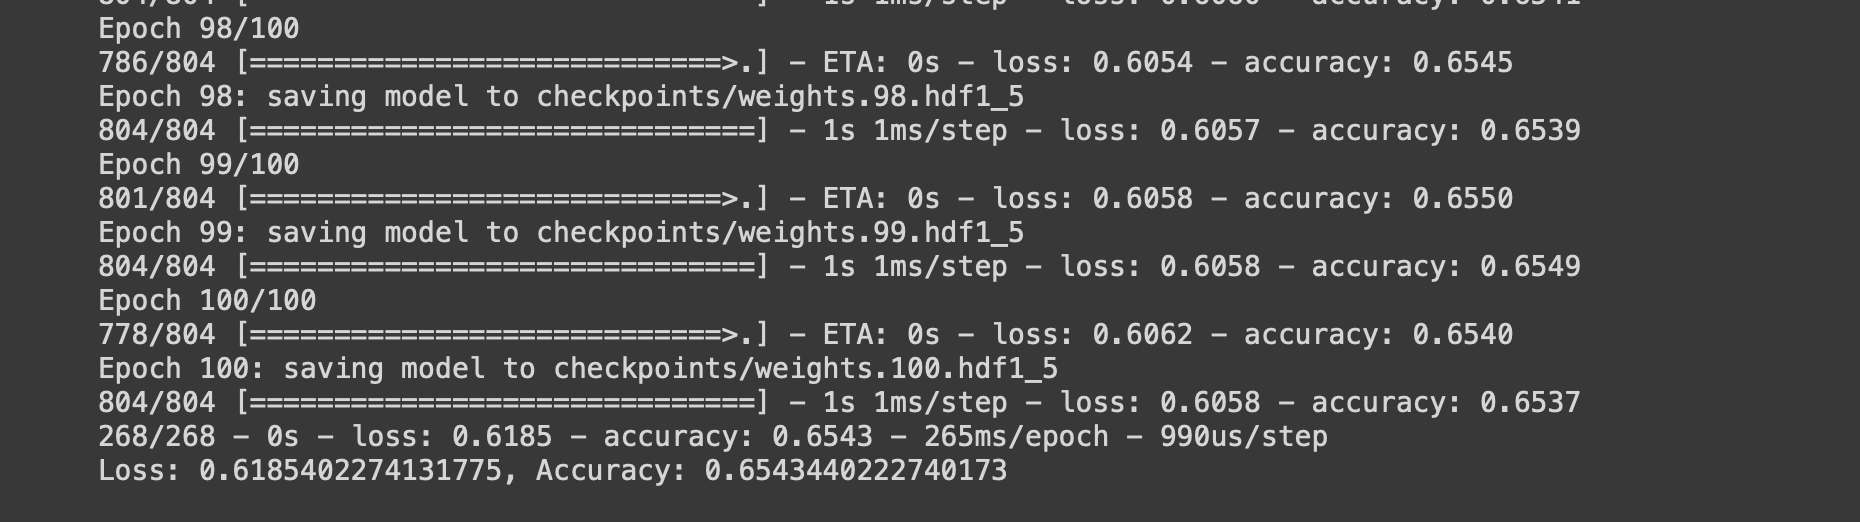 Epoch 98/100
786/804 [============================>.] - ETA: 0s - loss: 0.6054 - accuracy: 0.6545
Epoch 98: saving model to checkpoints/weights.98.hdf1_5
804/804 [==============================] - 1s 1ms/step - loss: 0.6057 - accuracy: 0.6539
Epoch 99/100
801/804 [============================>.] - ETA: 0s - loss: 0.6058 - accuracy: 0.6550
Epoch 99: saving model to checkpoints/weights.99.hdf1_5
804/804 [==============================] - 1s 1ms/step - loss: 0.6058 - accuracy: 0.6549
Epoch 100/100
778/804 [============================>.] - ETA: 0s - loss: 0.6062 - accuracy: 0.6540
Epoch 100: saving model to checkpoints/weights.100.hdf1_5
804/804 [==============================] - 1s 1ms/step - loss: 0.6058 - accuracy: 0.6537
268/268 - 0s - loss: 0.6185 - accuracy: 0.6543 - 265ms/epoch - 990us/step
Loss: 0.6185402274131775, Accuracy: 0.6543440222740173